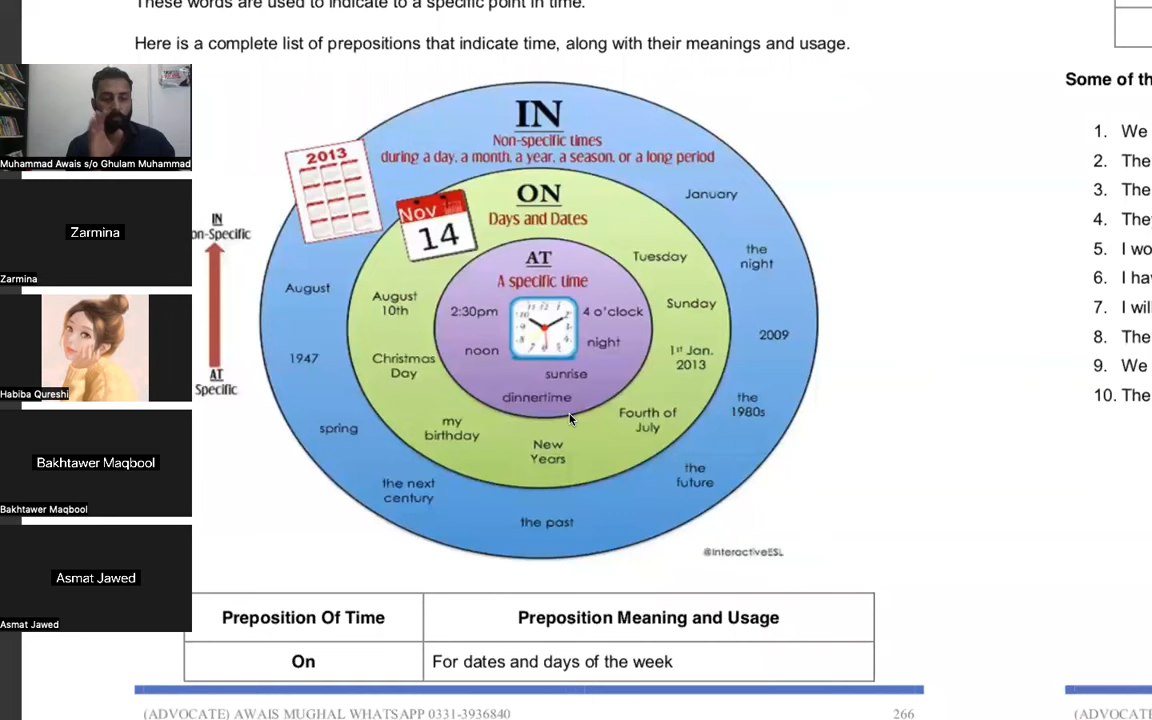 These words are used to indicate to a specific point in time.
Here is a complete list of prepositions that indicate time, along with their meanings and usage.
IN
Non-specific times
during a day, a month, a year, a season, or a long period
2013
ON
Days and Dates
Nov
14
AT
A specific time
2:30pm
4 o'clock
noon
night
sunrise
dinnertime
Tuesday
Sunday
1st Jan.
2013
Fourth of
July
New
Years
my
birthday
Christmas
Day
August
10th
January
the
night
2009
the
1980s
the
future
the past
the next
century
spring
1947
August
@InteractiveESL
IN
on-Specific
AT
Specific
Preposition Of Time
Preposition Meaning and Usage
On
For dates and days of the week
(ADVOCATE) AWAIS MUGHAL WHATSAPP 0331-3936840
266
Some of th
1. We
2. The
3. The
4. The
5. I wo
6. I ha
7. I wil
8. The
9. We
10. The
(ADVOCATE
Muhammad Awais s/o Ghulam Muhammad
Zarmina
Zarmina
Habiba Qureshi
Bakhtawer Maqbool
Bakhtawer Maqbool
Asmat Jawed
Asmat Jawed